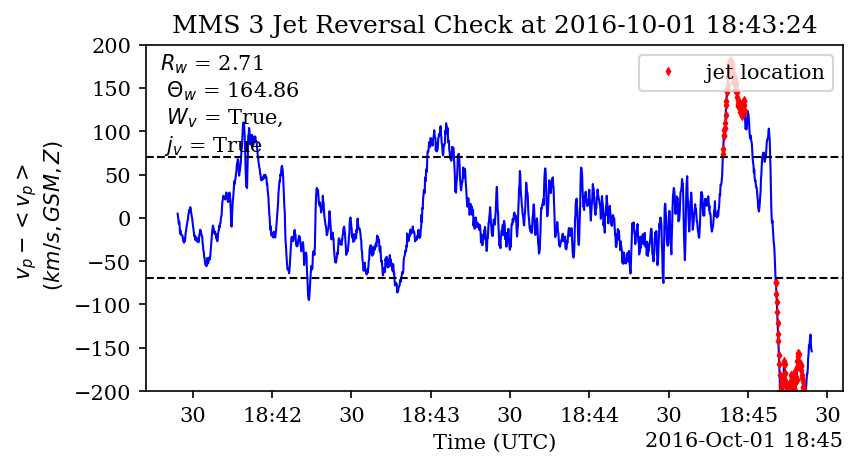 MMS 3 Jet Reversal Check at 2016-10-01 18:43:24
R_w = 2.71
Θ_w = 164.86
W_v = True,
j_v = True
jet location
v_p − < v_p >
(km/s, GSM, Z)
200
150
100
50
0
−50
−100
−150
−200
30 18:42 30 18:43 30 18:44 30 18:45 30
Time (UTC)
2016-Oct-01 18:45